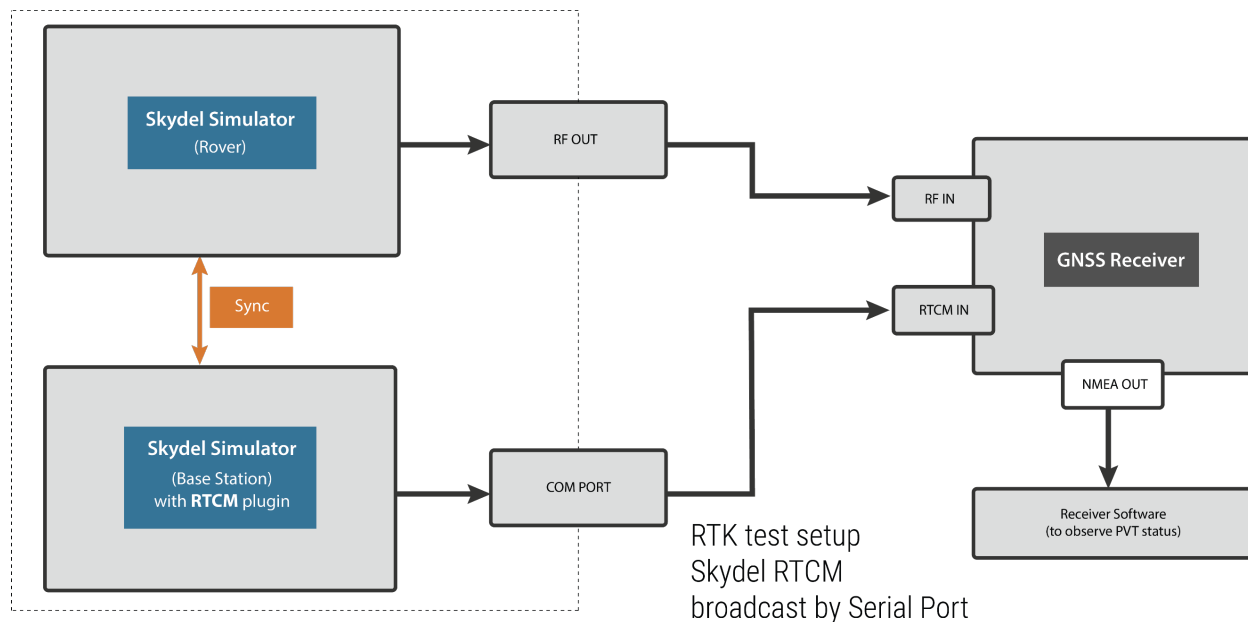 Skydel Simulator
(Rover)
RF OUT
RF IN
GNSS Receiver
Sync
RTCM IN
NMEA OUT
Skydel Simulator
(Base Station)
with RTCM plugin
COM PORT
Receiver Software
(to observe PVT status)
RTK test setup
Skydel RTCM
broadcast by Serial Port